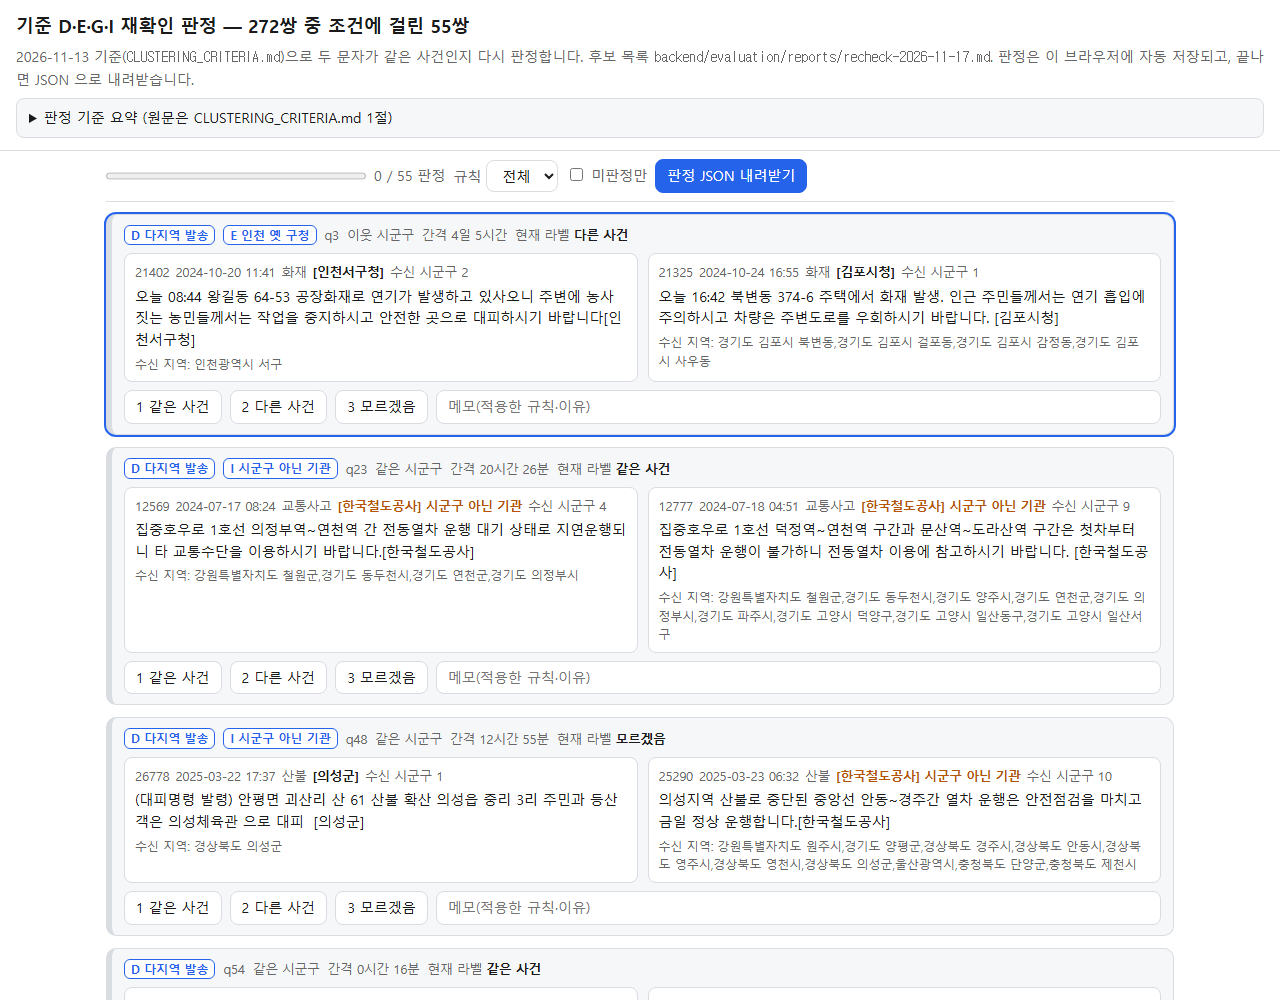 기준 D·E·G·I 재확인 판정 — 272쌍 중 조건에 걸린 55쌍
2026-11-13 기준(CLUSTERING_CRITERIA.md)으로 두 문자가 같은 사건인지 다시 판정합니다. 후보 목록 backend/evaluation/reports/recheck-2026-11-17.md. 판정은 이 브라우저에 자동 저장되고, 끝나
면 JSON 으로 내려받습니다.
▶ 판정 기준 요약 (원문은 CLUSTERING_CRITERIA.md 1절)
0 / 55 판정 규칙 전체 미판정만 판정 JSON 내려받기
D 다지역 발송 E 인천 옛 구청 q3 이웃 시군구 간격 4일 5시간 현재 라벨 다른 사건
21402 2024-10-20 11:41 화재 [인천서구청] 수신 시군구 2
오늘 08:44 왕길동 64-53 공장화재로 연기가 발생하고 있사오니 주변에 농사
짓는 농민들께서는 작업을 중지하시고 안전한 곳으로 대피하시기 바랍니다[인
천서구청]
수신 지역: 인천광역시 서구
21325 2024-10-24 16:55 화재 [김포시청] 수신 시군구 1
오늘 16:42 북변동 374-6 주택에서 화재 발생. 인근 주민들께서는 연기 흡입에
주의하시고 차량은 주변도로를 우회하시기 바랍니다. [김포시청]
수신 지역: 경기도 김포시 북변동,경기도 김포시 걸포동,경기도 김포시 감정동,경기도 김포
시 사우동
1 같은 사건 2 다른 사건 3 모르겠음 메모(적용한 규칙·이유)
D 다지역 발송 I 시군구 아닌 기관 q23 같은 시군구 간격 20시간 26분 현재 라벨 같은 사건
12569 2024-07-17 08:24 교통사고 [한국철도공사] 시군구 아닌 기관 수신 시군구 4
집중호우로 1호선 의정부역~연천역 간 전동열차 운행 대기 상태로 지연운행되
니 타 교통수단을 이용하시기 바랍니다.[한국철도공사]
수신 지역: 강원특별자치도 철원군,경기도 동두천시,경기도 연천군,경기도 의정부시
12777 2024-07-18 04:51 교통사고 [한국철도공사] 시군구 아닌 기관 수신 시군구 9
집중호우로 1호선 덕정역~연천역 구간과 문산역~도라산역 구간은 첫차부터
전동열차 운행이 불가하니 전동열차 이용에 참고하시기 바랍니다. [한국철도공
사]
수신 지역: 강원특별자치도 철원군,경기도 동두천시,경기도 양주시,경기도 연천군,경기도 의
정부시,경기도 파주시,경기도 고양시 덕양구,경기도 고양시 일산동구,경기도 고양시 일산서
구
1 같은 사건 2 다른 사건 3 모르겠음 메모(적용한 규칙·이유)
D 다지역 발송 I 시군구 아닌 기관 q48 같은 시군구 간격 12시간 55분 현재 라벨 모르겠음
26778 2025-03-22 17:37 산불 [의성군] 수신 시군구 1
(대피명령 발령) 안평면 괴산리 산 61 산불 확산 의성읍 중리 3리 주민과 등산
객은 의성체육관 으로 대피 [의성군]
수신 지역: 경상북도 의성군
25290 2025-03-23 06:32 산불 [한국철도공사] 시군구 아닌 기관 수신 시군구 10
의성지역 산불로 중단된 중앙선 안동~경주간 열차 운행은 안전점검을 마치고
금일 정상 운행합니다.[한국철도공사]
수신 지역: 강원특별자치도 원주시,경기도 양평군,경상북도 경주시,경상북도 안동시,경상북
도 영주시,경상북도 영천시,경상북도 의성군,울산광역시,충청북도 단양군,충청북도 제천시
1 같은 사건 2 다른 사건 3 모르겠음 메모(적용한 규칙·이유)
D 다지역 발송 q54 같은 시군구 간격 0시간 16분 현재 라벨 같은 사건